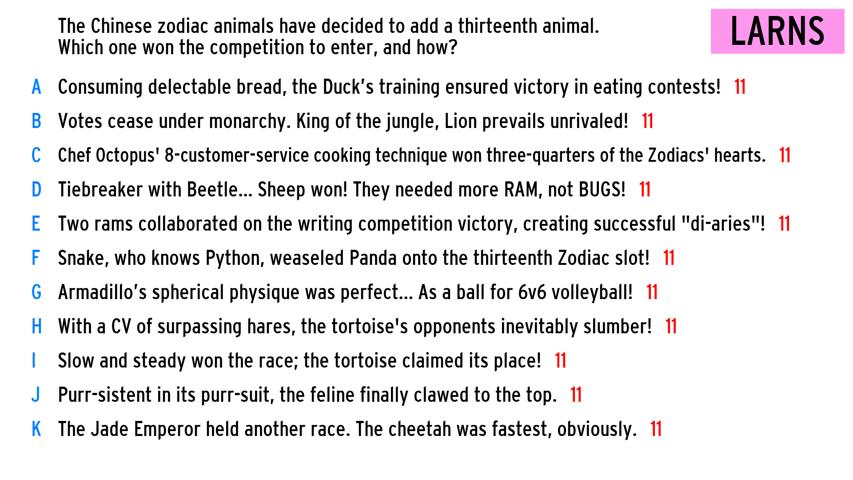 The Chinese zodiac animals have decided to add a thirteenth animal.
Which one won the competition to enter, and how?
LARNS
A Consuming delectable bread, the Duck's training ensured victory in eating contests! 11
B Votes cease under monarchy. King of the jungle, Lion prevails unrivaled! 11
C Chef Octopus' 8-customer-service cooking technique won three-quarters of the Zodiacs' hearts. 11
D Tiebreaker with Beetle... Sheep won! They needed more RAM, not BUGS! 11
E Two rams collaborated on the writing competition victory, creating successful "di-aries"! 11
F Snake, who knows Python, weaseled Panda onto the thirteenth Zodiac slot! 11
G Armadillo's spherical physique was perfect... As a ball for 6v6 volleyball! 11
H With a CV of surpassing hares, the tortoise's opponents inevitably slumber! 11
I Slow and steady won the race; the tortoise claimed its place! 11
J Purr-sistent in its purr-suit, the feline finally clawed to the top. 11
K The Jade Emperor held another race. The cheetah was fastest, obviously. 11